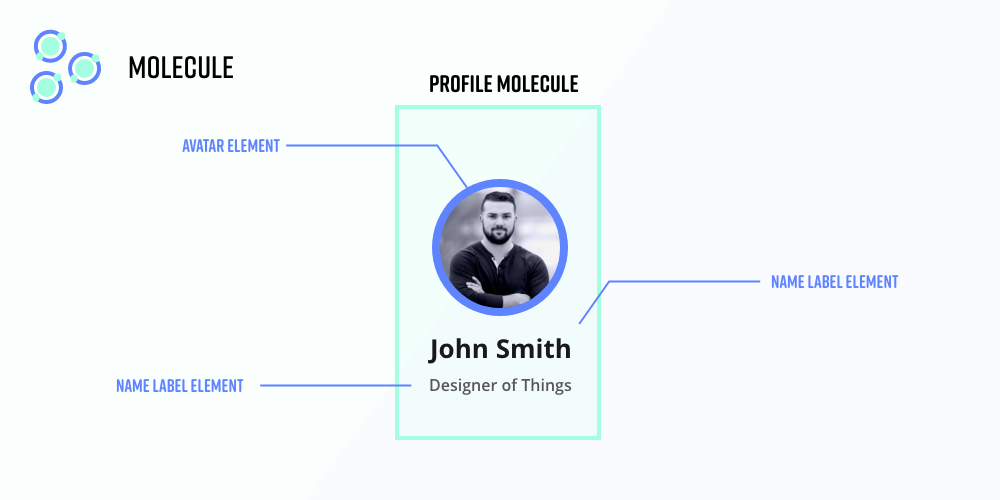 MOLECULE
PROFILE MOLECULE
AVATAR ELEMENT
NAME LABEL ELEMENT
John Smith
NAME LABEL ELEMENT
Designer of Things